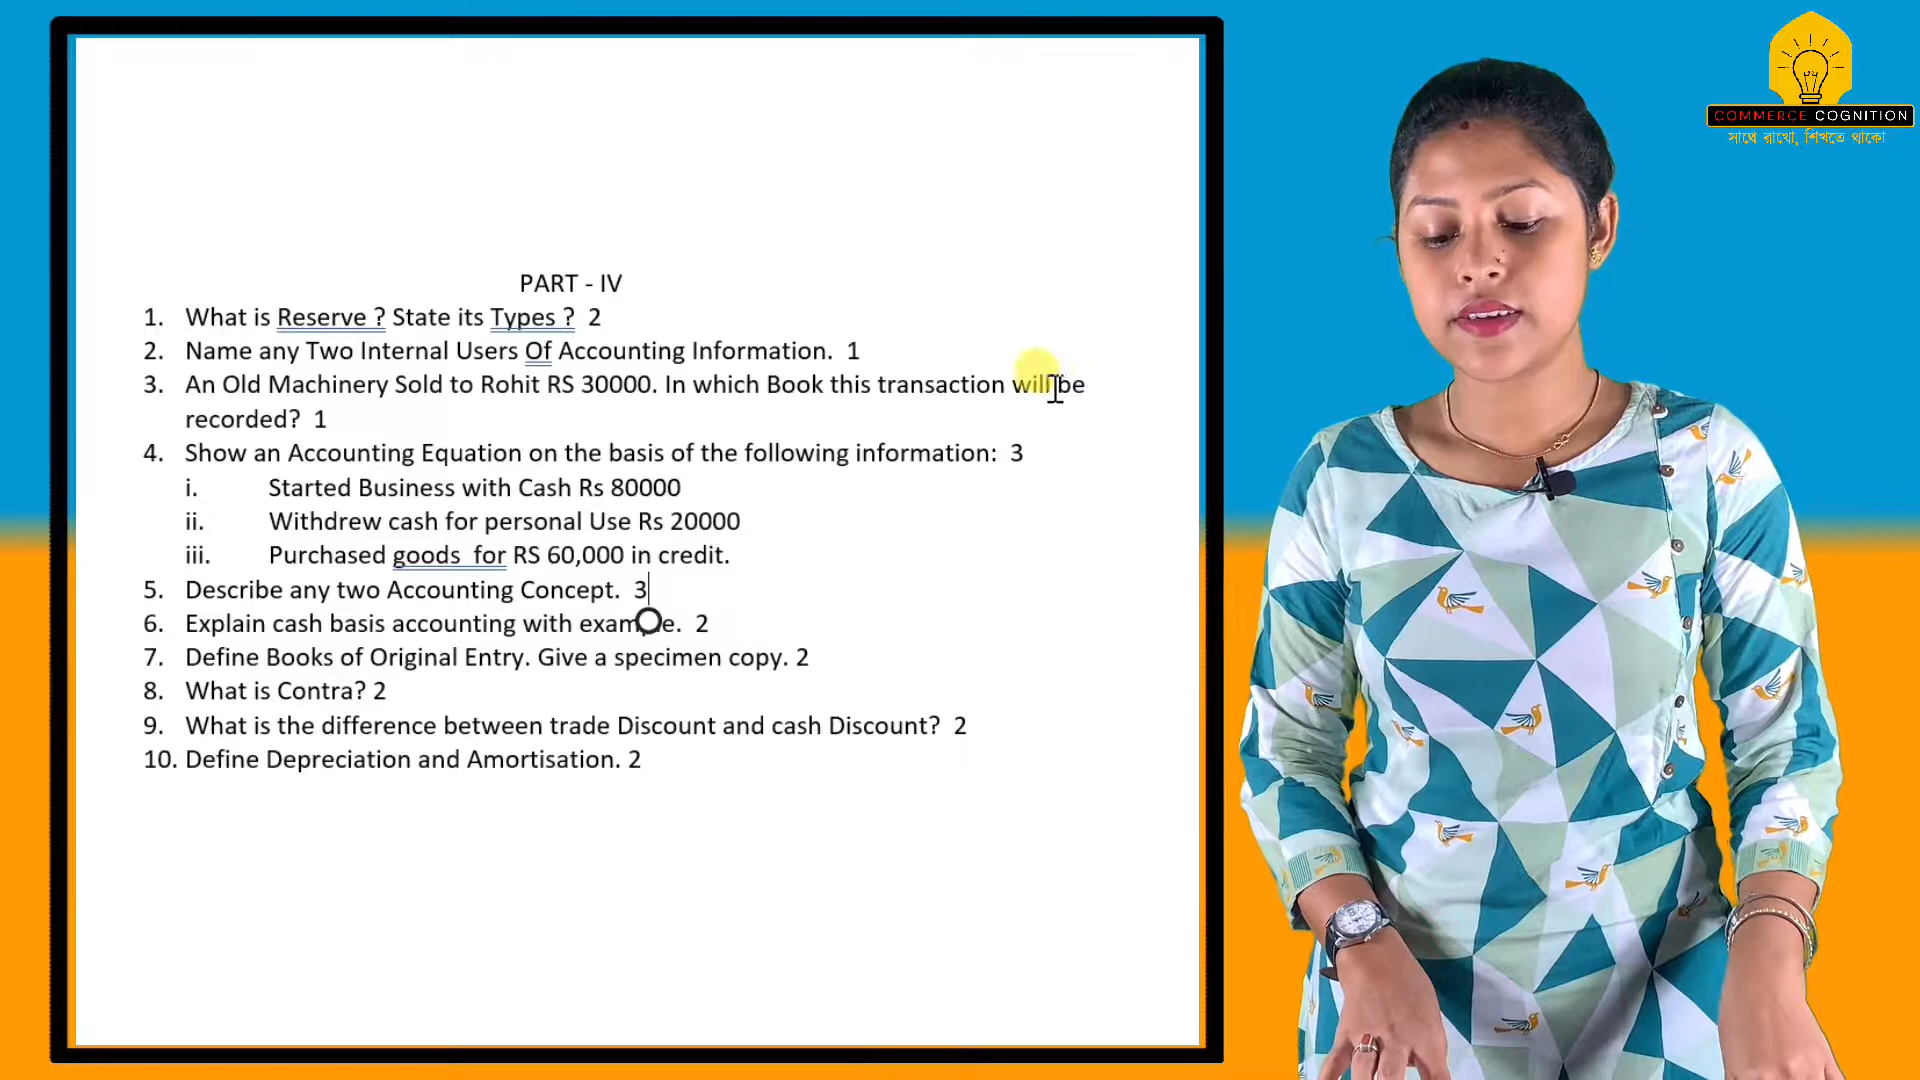 COMMERCE COGNITION
সাথে রাখো, শিখতে থাকো
PART - IV
1. What is Reserve ? State its Types ? 2
2. Name any Two Internal Users Of Accounting Information. 1
3. An Old Machinery Sold to Rohit RS 30000. In which Book this transaction will be
recorded? 1
4. Show an Accounting Equation on the basis of the following information: 3
i. Started Business with Cash Rs 80000
ii. Withdrew cash for personal Use Rs 20000
iii. Purchased goods for RS 60,000 in credit.
5. Describe any two Accounting Concept. 3
6. Explain cash basis accounting with example. 2
7. Define Books of Original Entry. Give a specimen copy. 2
8. What is Contra? 2
9. What is the difference between trade Discount and cash Discount? 2
10. Define Depreciation and Amortisation. 2